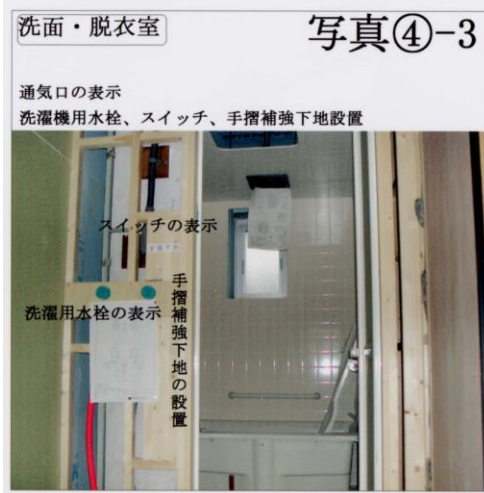 洗面・脱衣室
写真④-3
通気口の表示
洗濯機用水栓、スイッチ、手摺補強下地設置
スイッチの表示
洗濯用水栓の表示
手摺補強下地の設置